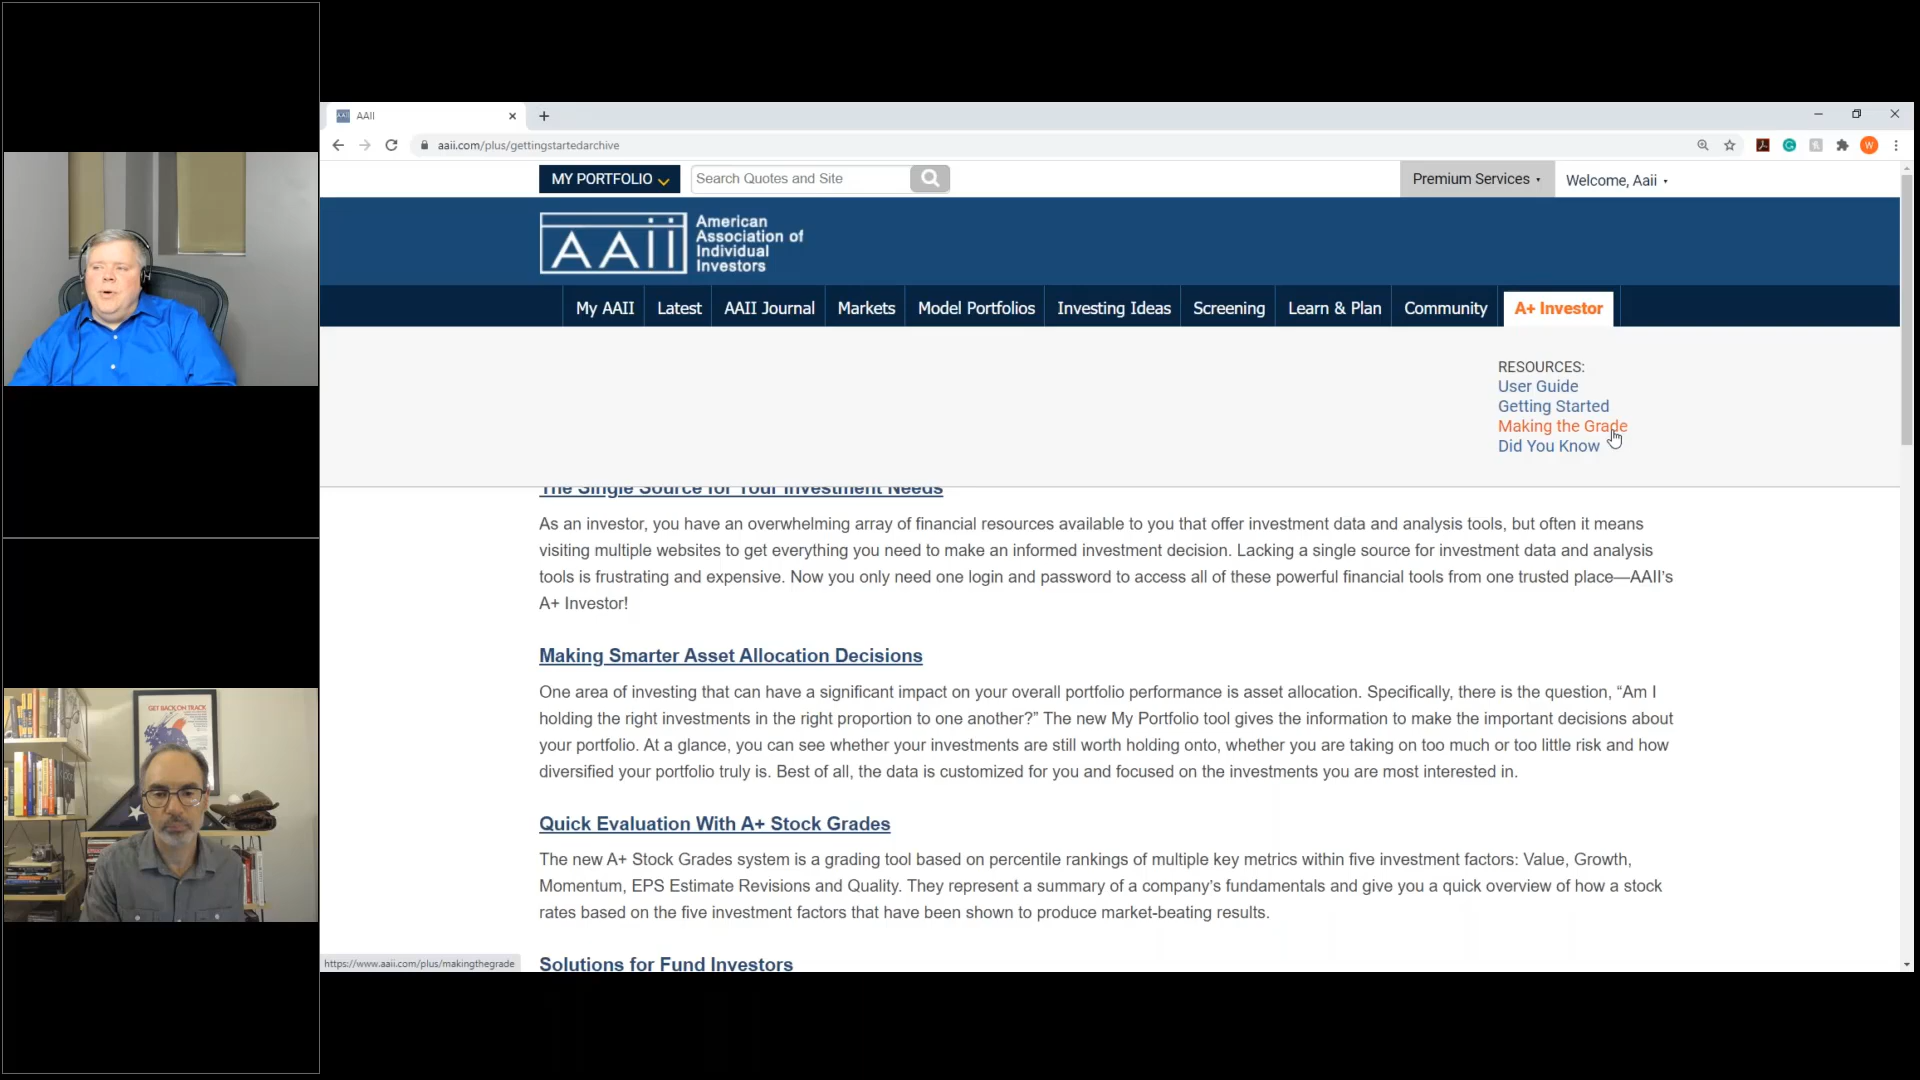 AAII
aaii.com/plus/gettingstartedarchive
MY PORTFOLIO
Search Quotes and Site
Premium Services
Welcome, Aaii
AAii
American
Association of
Individual
Investors
My AAII
Latest
AAII Journal
Markets
Model Portfolios
Investing Ideas
Screening
Learn & Plan
Community
A+ Investor
RESOURCES:
User Guide
Getting Started
Making the Grade
Did You Know
The Single Source for Your Investment Needs
As an investor, you have an overwhelming array of financial resources available to you that offer investment data and analysis tools, but often it means
visiting multiple websites to get everything you need to make an informed investment decision. Lacking a single source for investment data and analysis
tools is frustrating and expensive. Now you only need one login and password to access all of these powerful financial tools from one trusted place—AAII's
A+ Investor!
Making Smarter Asset Allocation Decisions
One area of investing that can have a significant impact on your overall portfolio performance is asset allocation. Specifically, there is the question, “Am I
holding the right investments in the right proportion to one another?” The new My Portfolio tool gives the information to make the important decisions about
your portfolio. At a glance, you can see whether your investments are still worth holding onto, whether you are taking on too much or too little risk and how
diversified your portfolio truly is. Best of all, the data is customized for you and focused on the investments you are most interested in.
Quick Evaluation With A+ Stock Grades
The new A+ Stock Grades system is a grading tool based on percentile rankings of multiple key metrics within five investment factors: Value, Growth,
Momentum, EPS Estimate Revisions and Quality. They represent a summary of a company's fundamentals and give you a quick overview of how a stock
rates based on the five investment factors that have been shown to produce market-beating results.
Solutions for Fund Investors
https://www.aaii.com/plus/makingthegrade
W
GET BACK ON TRACK